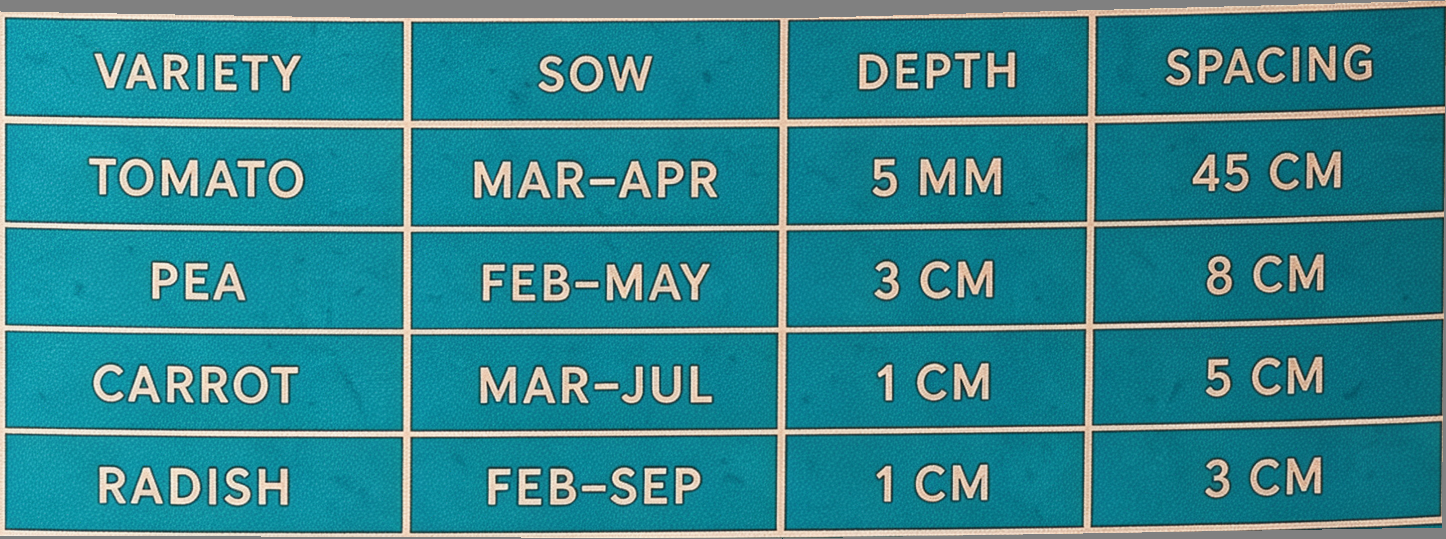 VARIETY SOW DEPTH SPACING
TOMATO MAR–APR 5 MM 45 CM
PEA FEB–MAY 3 CM 8 CM
CARROT MAR–JUL 1 CM 5 CM
RADISH FEB–SEP 1 CM 3 CM